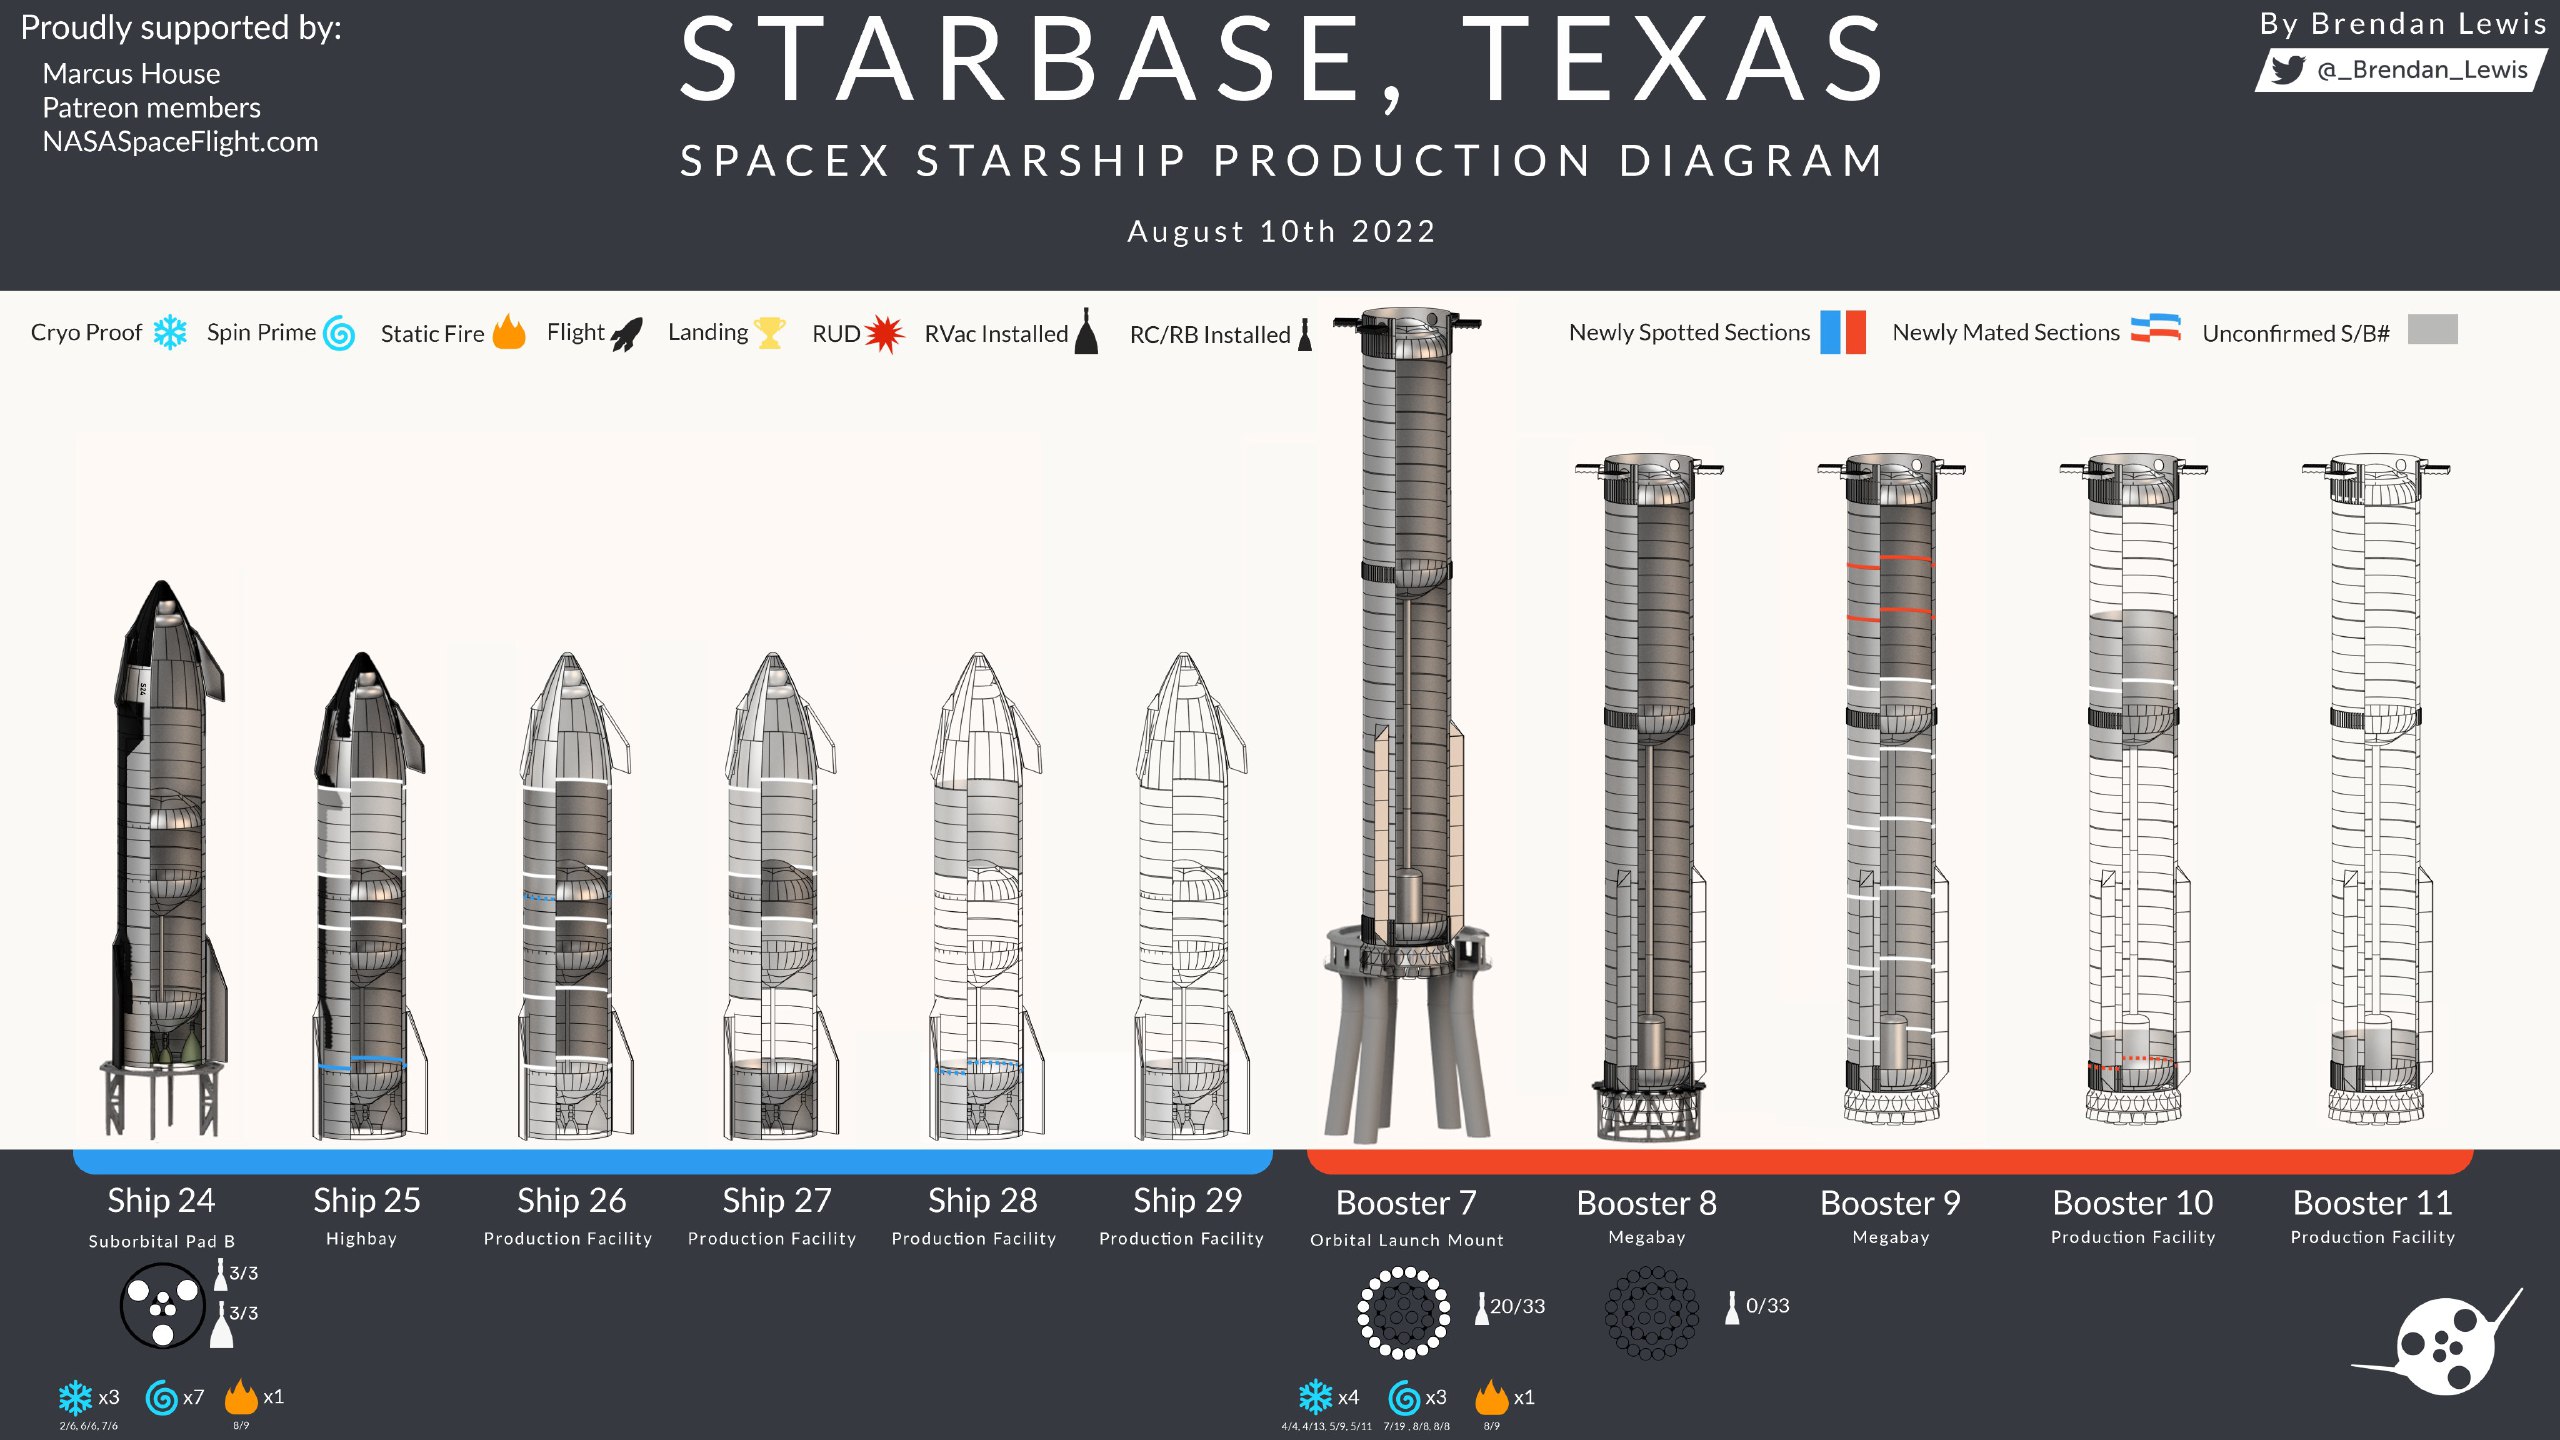 Proudly supported by:
Marcus House
Patreon members
NASASpaceFlight.com
STARBASE, TEXAS
SPACEX STARSHIP PRODUCTION DIAGRAM
August 10th 2022
By Brendan Lewis
@_Brendan_Lewis
Cryo Proof
Spin Prime
Static Fire
Flight
Landing
RUD
RVac Installed
RC/RB Installed
Newly Spotted Sections
Newly Mated Sections
Unconfirmed S/B#
S24
Ship 24
Suborbital Pad B
3/3
3/3
x3
x7
x1
2/6, 6/6, 7/6
8/9
Ship 25
Highbay
Ship 26
Production Facility
Ship 27
Production Facility
Ship 28
Production Facility
Ship 29
Production Facility
Booster 7
Orbital Launch Mount
20/33
x4
x3
x1
4/4, 4/13, 5/9, 5/11
7/19 , 8/8, 8/8
8/9
Booster 8
Megabay
0/33
Booster 9
Megabay
Booster 10
Production Facility
Booster 11
Production Facility